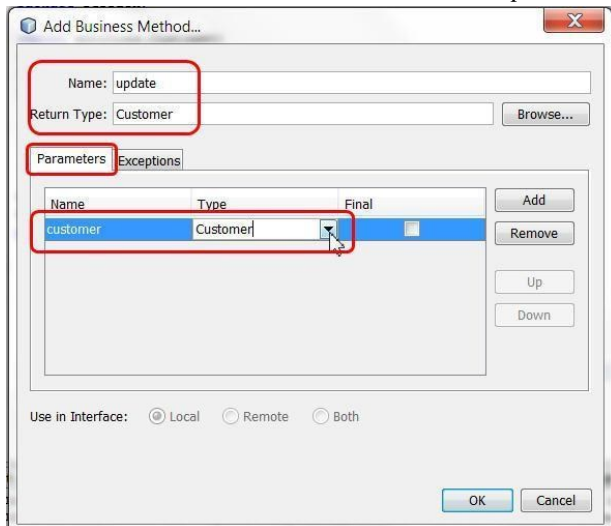 Add Business Method...
Name: update
Return Type: Customer Browse...
Parameters Exceptions
Name Type Final Add
customer Customer Remove
Up
Down
Use in Interface: Local Remote Both
OK Cancel